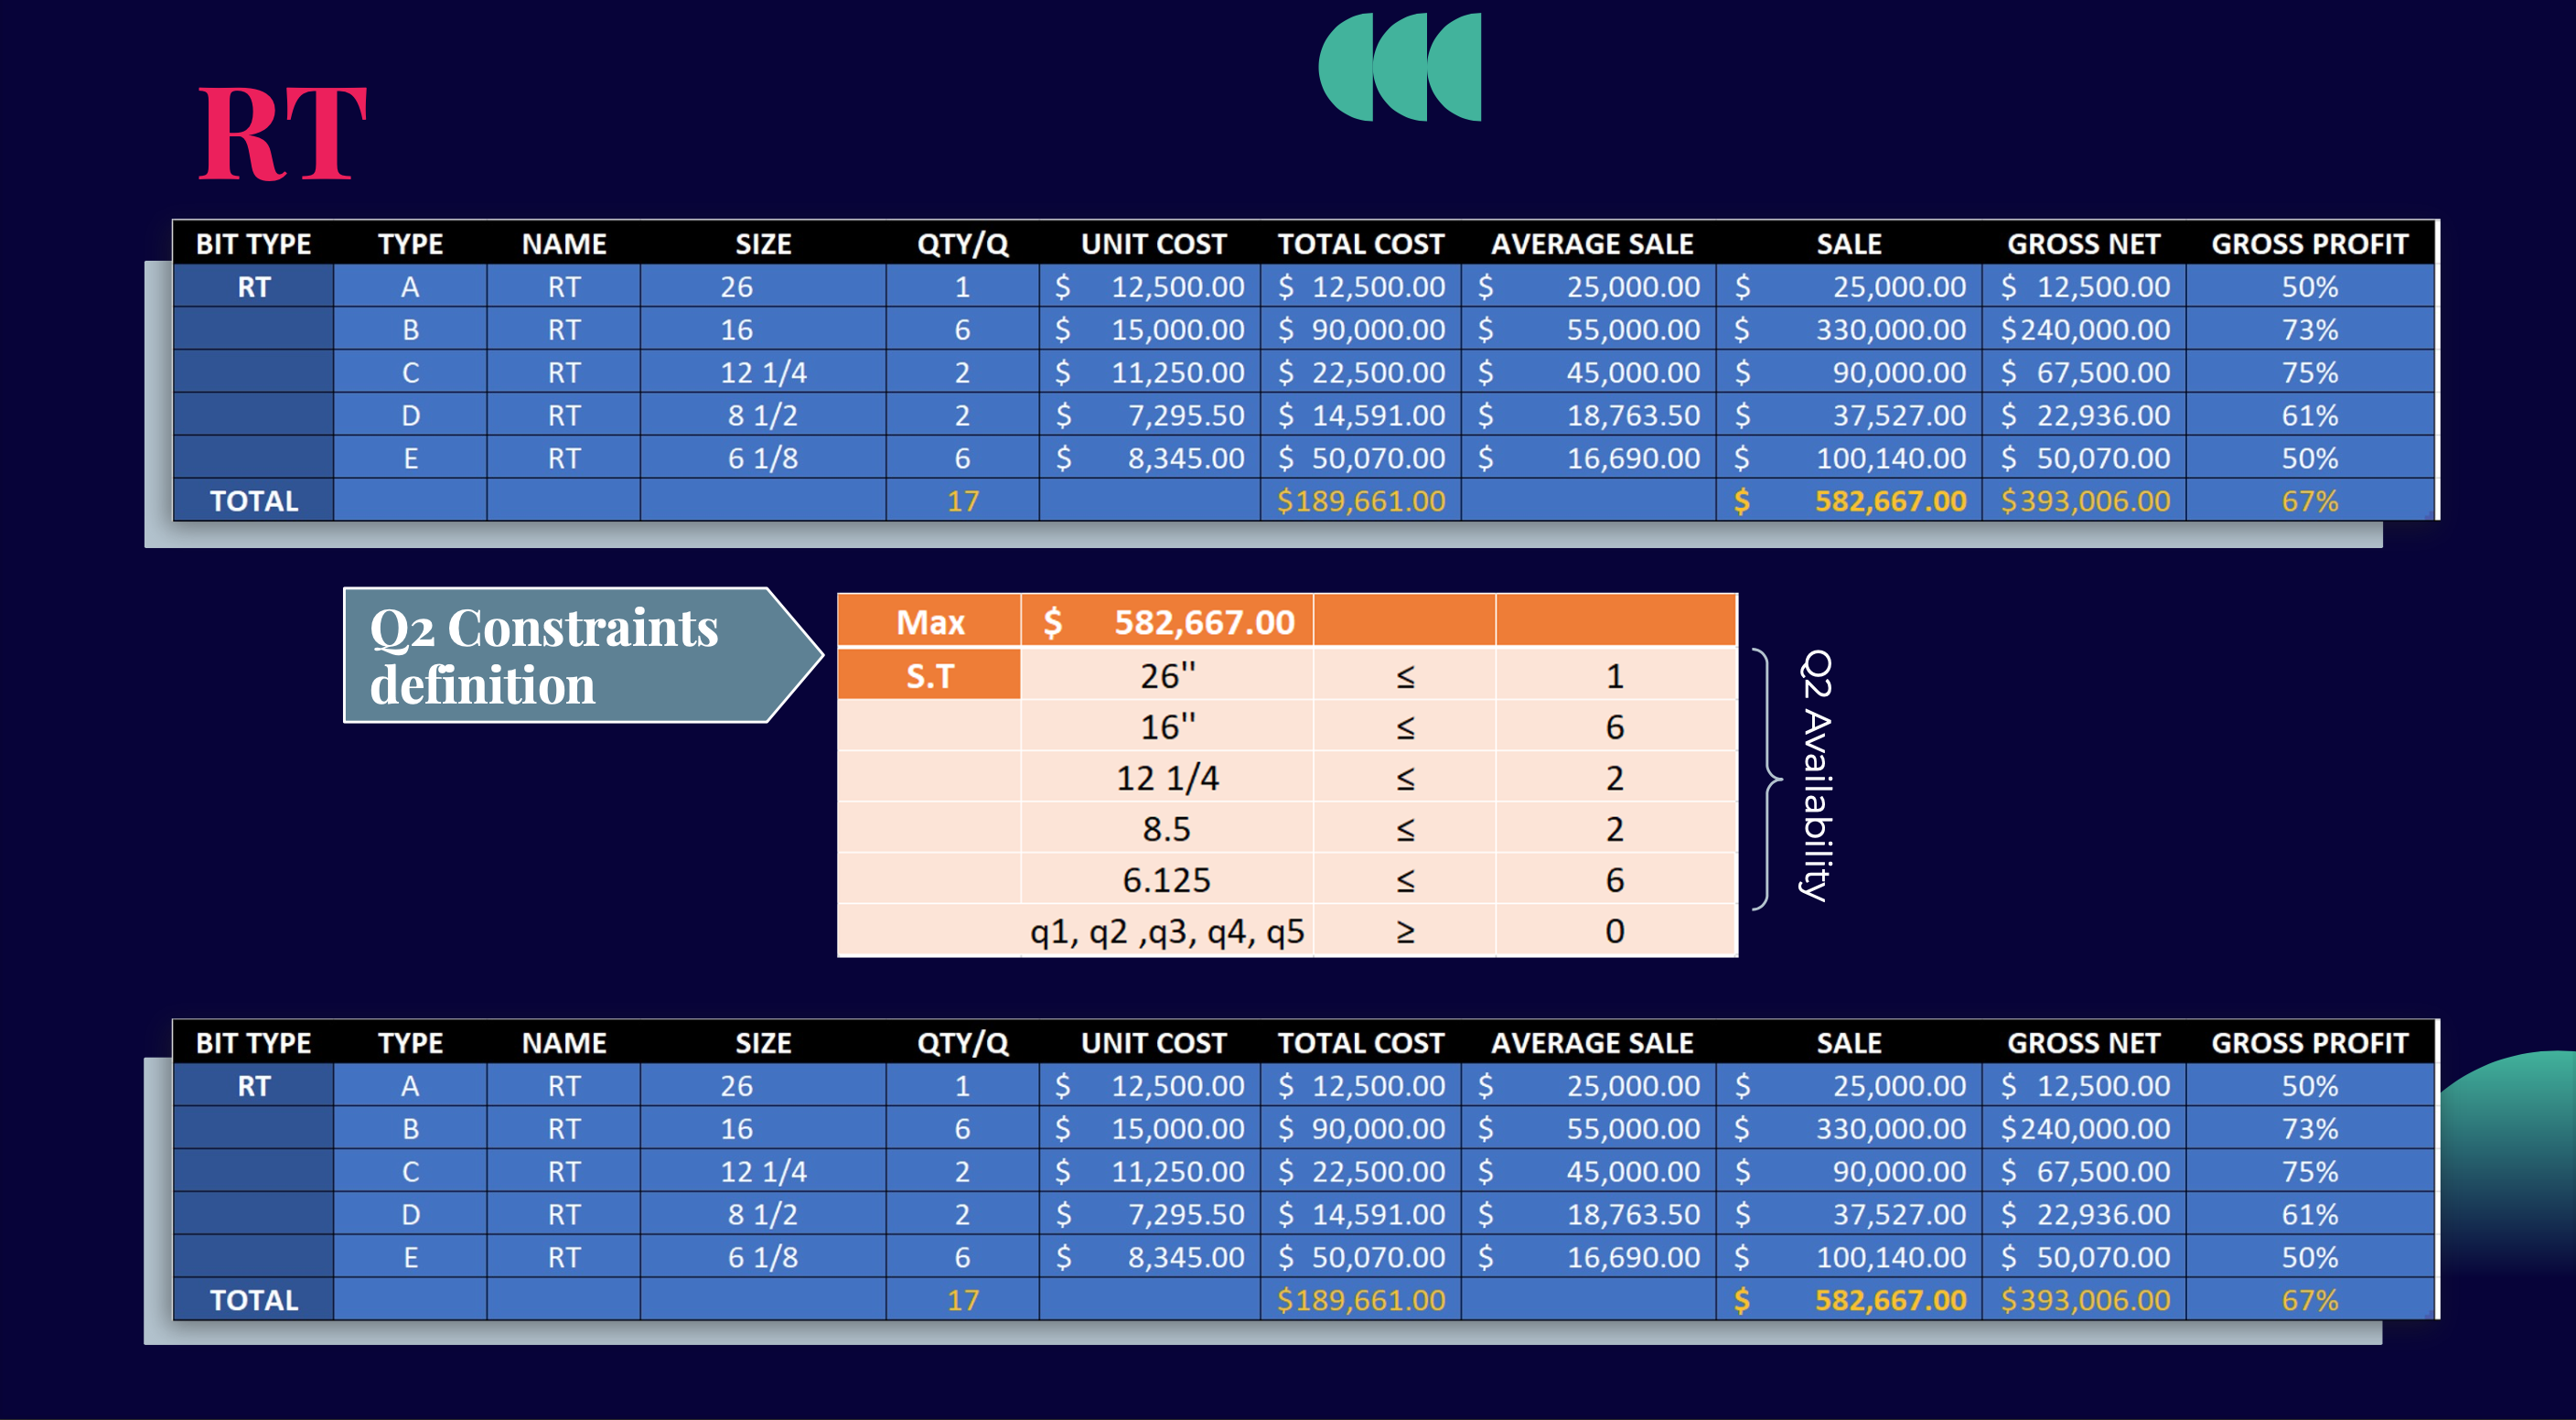 RT
BIT TYPE TYPE NAME SIZE QTY/Q UNIT COST TOTAL COST AVERAGE SALE SALE GROSS NET GROSS PROFIT
RT A RT 26 1 $ 12,500.00 $ 12,500.00 $ 25,000.00 $ 25,000.00 $ 12,500.00 50%
B RT 16 6 $ 15,000.00 $ 90,000.00 $ 55,000.00 $ 330,000.00 $240,000.00 73%
C RT 12 1/4 2 $ 11,250.00 $ 22,500.00 $ 45,000.00 $ 90,000.00 $ 67,500.00 75%
D RT 8 1/2 2 $ 7,295.50 $ 14,591.00 $ 18,763.50 $ 37,527.00 $ 22,936.00 61%
E RT 6 1/8 6 $ 8,345.00 $ 50,070.00 $ 16,690.00 $ 100,140.00 $ 50,070.00 50%
TOTAL 17 $189,661.00 $ 582,667.00 $393,006.00 67%
Q2 Constraints
definition
Max $ 582,667.00
S.T 26" ≤ 1
16" ≤ 6
12 1/4 ≤ 2
8.5 ≤ 2
6.125 ≤ 6
q1, q2 ,q3, q4, q5 ≥ 0
Q2 Availability
BIT TYPE TYPE NAME SIZE QTY/Q UNIT COST TOTAL COST AVERAGE SALE SALE GROSS NET GROSS PROFIT
RT A RT 26 1 $ 12,500.00 $ 12,500.00 $ 25,000.00 $ 25,000.00 $ 12,500.00 50%
B RT 16 6 $ 15,000.00 $ 90,000.00 $ 55,000.00 $ 330,000.00 $240,000.00 73%
C RT 12 1/4 2 $ 11,250.00 $ 22,500.00 $ 45,000.00 $ 90,000.00 $ 67,500.00 75%
D RT 8 1/2 2 $ 7,295.50 $ 14,591.00 $ 18,763.50 $ 37,527.00 $ 22,936.00 61%
E RT 6 1/8 6 $ 8,345.00 $ 50,070.00 $ 16,690.00 $ 100,140.00 $ 50,070.00 50%
TOTAL 17 $189,661.00 $ 582,667.00 $393,006.00 67%